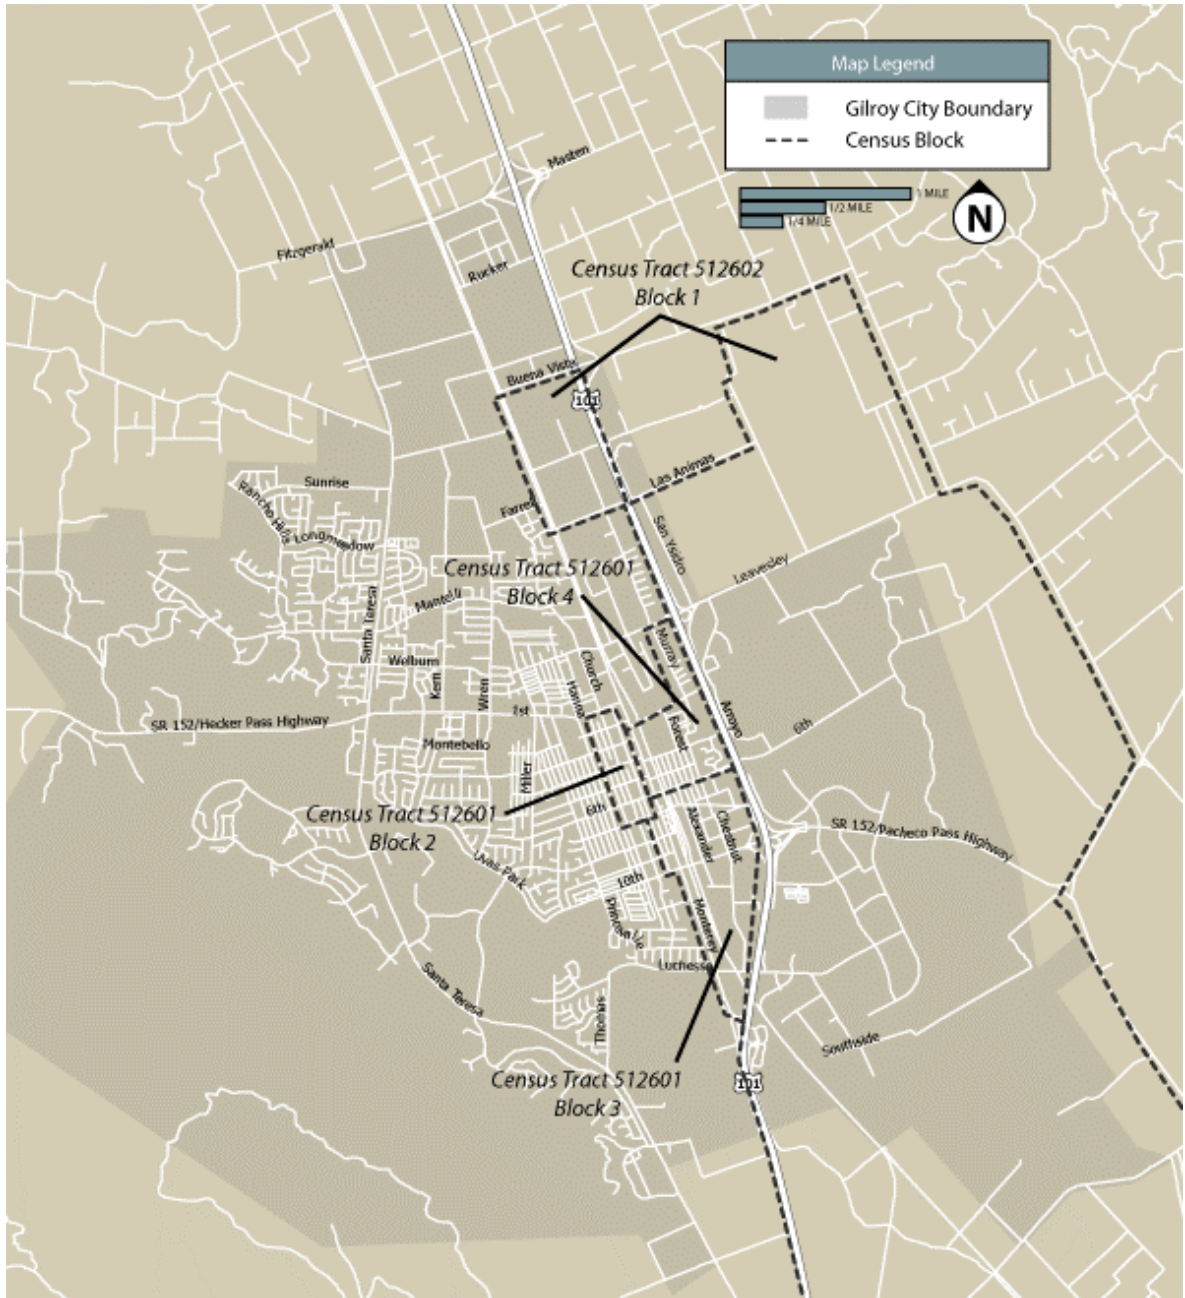 Map Legend
Gilroy City Boundary
Census Block
1 MILE
1/2 MILE
1/4 MILE
N
Masten
Fitzgerald
Rucker
Census Tract 512602
Block 1
Buena Vista
101
Las Animas
Sunrise
Rancho Hills
Longmeadow
Farrell
San Ysidro
Census Tract 512601
Block 4
Leavesley
Mantelli
Santa Teresa
Welburn
Kern
Wren
Church
Hanna
Murray
1st
SR 152/Hecker Pass Highway
Forest
Arroyo
6th
Montebello
Miller
Census Tract 512601
Block 2
6th
Alexander
Chestnut
SR 152/Pacheco Pass Highway
Uvas Park
10th
Princevalle
Monterey
Luchessa
Santa Teresa
Thomas
Southside
Census Tract 512601
Block 3
101